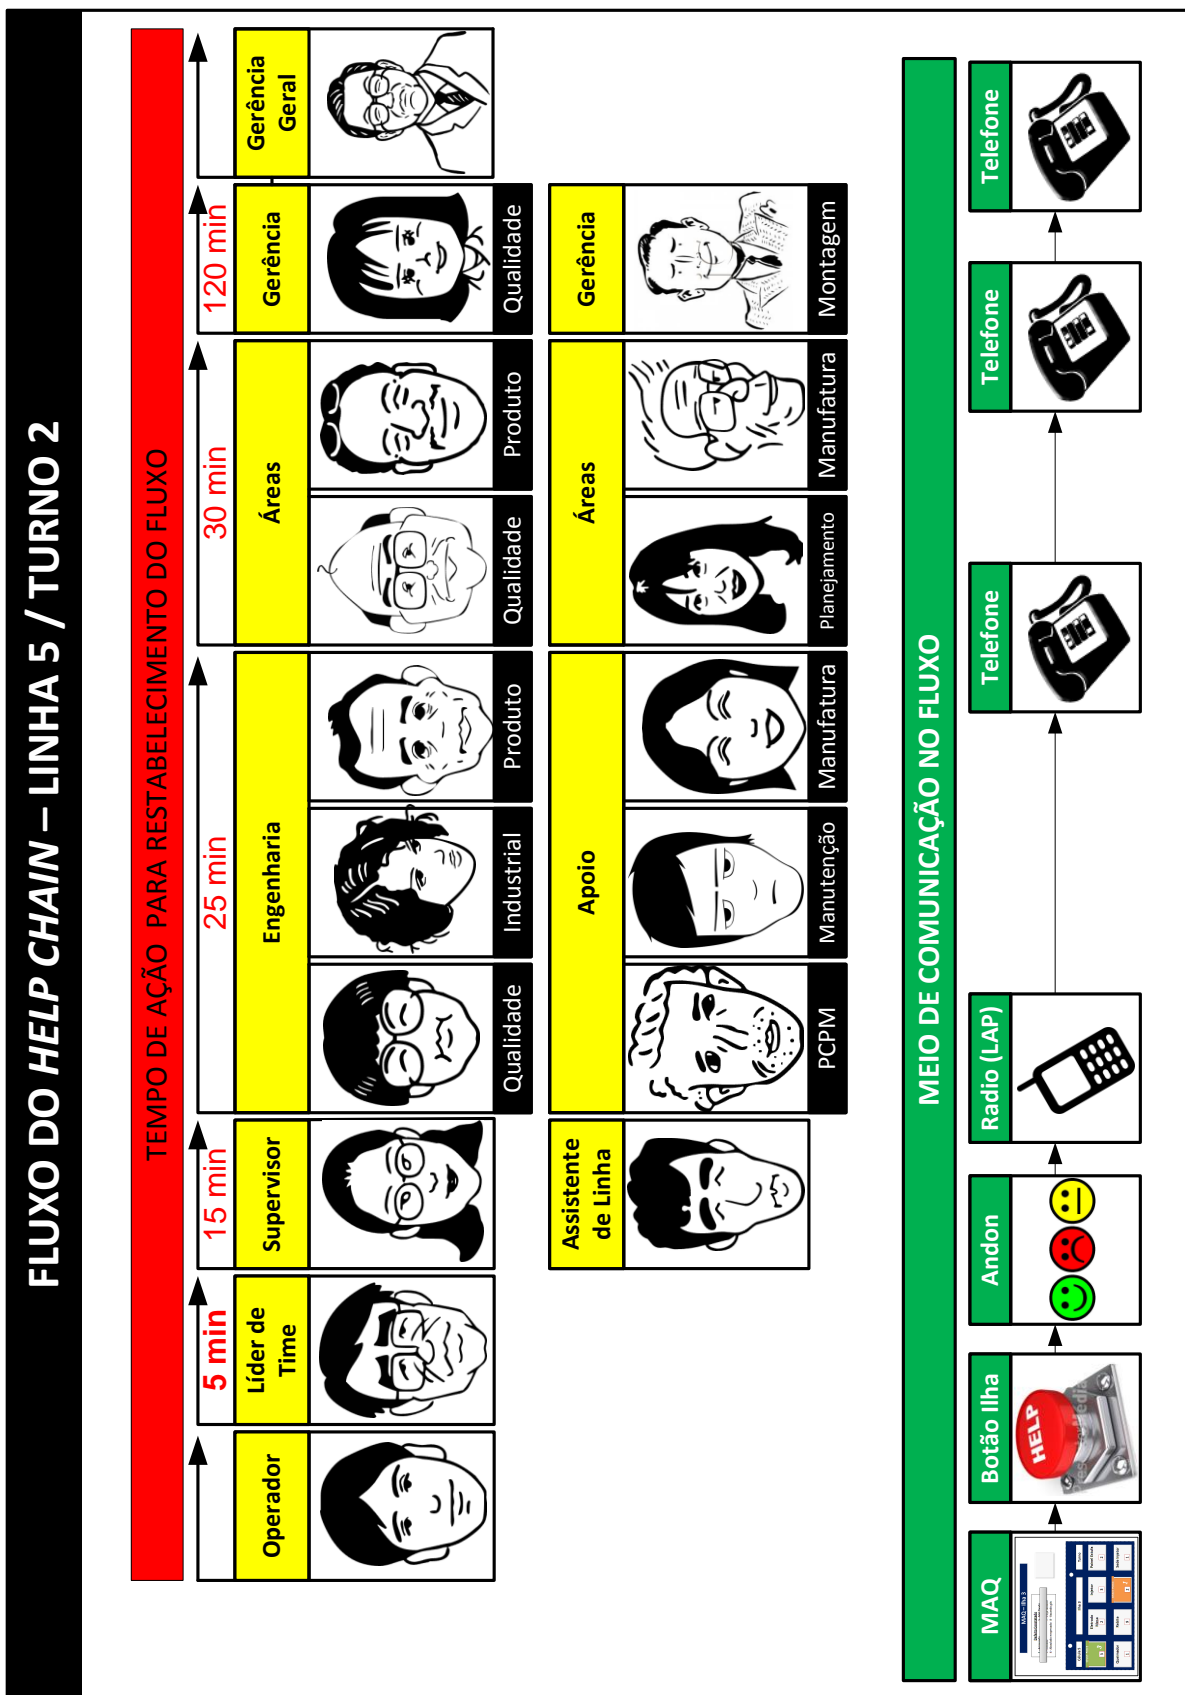 FLUXO DO HELP CHAIN – LINHA 5 / TURNO 2
TEMPO DE AÇÃO PARA RESTABELECIMENTO DO FLUXO
5 min
15 min
25 min
30 min
120 min
Operador
Líder de
Time
Supervisor
Engenharia
Áreas
Gerência
Gerência
Geral
Qualidade
Industrial
Produto
Qualidade
Produto
Qualidade
Assistente
de Linha
Apoio
Áreas
Gerência
PCPM
Manutenção
Manufatura
Planejamento
Manufatura
Montagem
MEIO DE COMUNICAÇÃO NO FLUXO
MAQ
Botão Ilha
Andon
Radio (LAP)
Telefone
Telefone
Telefone
MAQ – Ilha 3
HELP